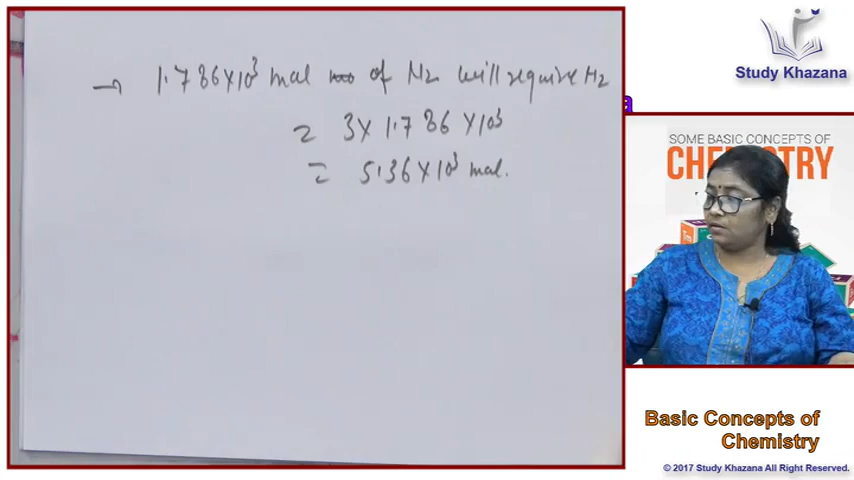 → 1.786×10³ mol of N₂ will require H₂
= 3× 1.786 ×10³
= 5.36×10³ mol.
Study Khazana
SOME BASIC CONCEPTS OF
CHEMISTRY
Basic Concepts of
Chemistry
© 2017 Study Khazana All Right Reserved.